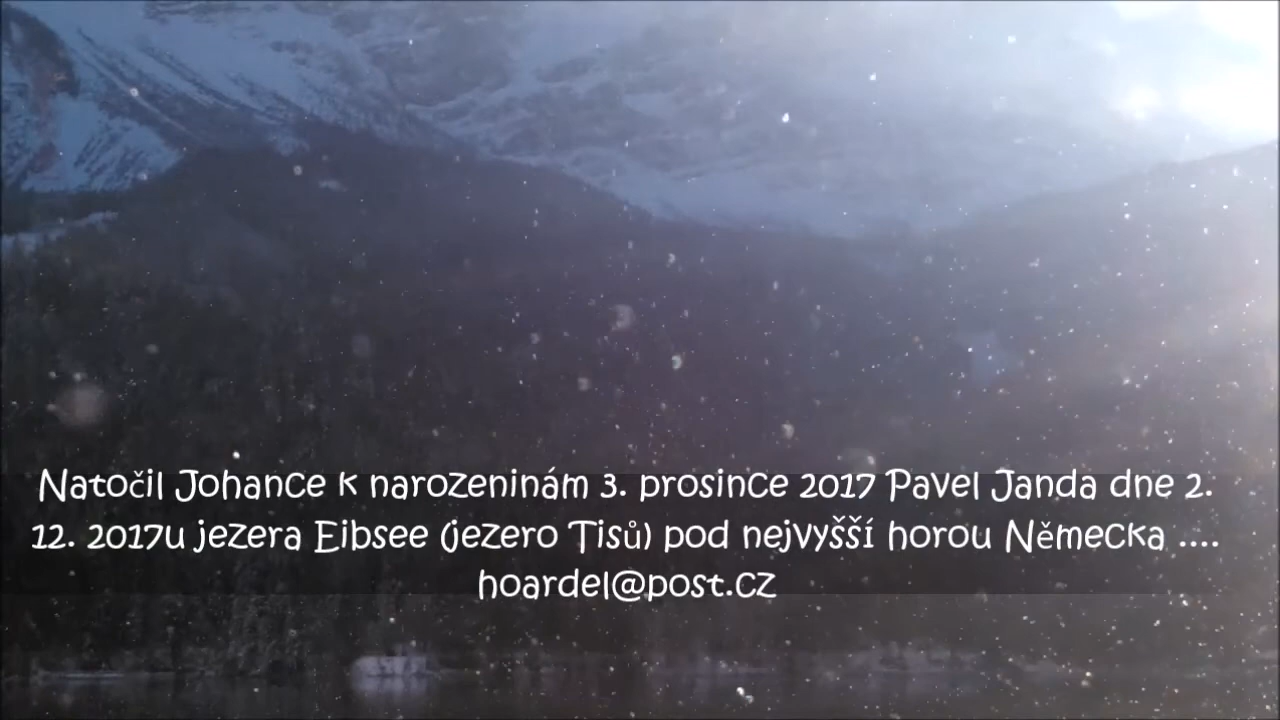 Natočil Johance k narozeninám 3. prosince 2017 Pavel Janda dne 2.
12. 2017u jezera Eibsee (jezero Tisů) pod nejvyšší horou Německa ....
hoardel@post.cz